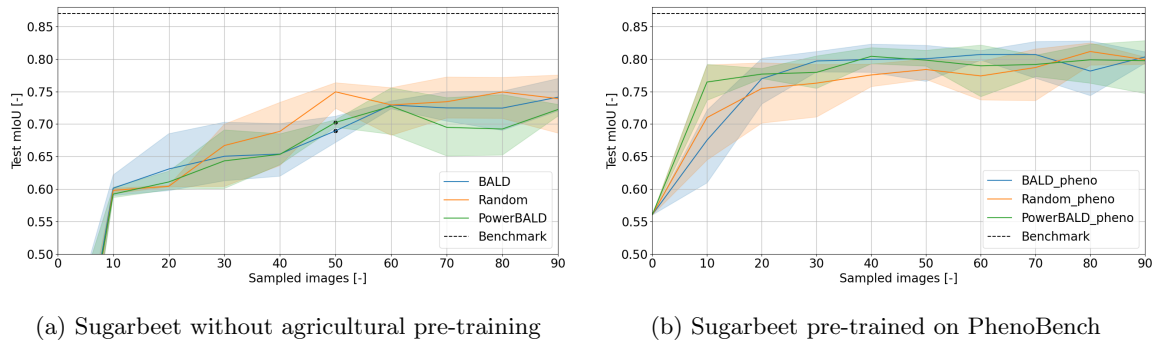 0.85
0.80
0.75
0.70
0.65
0.60
0.55
0.50
Test mIoU [-]
0 10 20 30 40 50 60 70 80 90
Sampled images [-]
BALD
Random
PowerBALD
Benchmark
(a) Sugarbeet without agricultural pre-training
0.85
0.80
0.75
0.70
0.65
0.60
0.55
0.50
Test mIoU [-]
0 10 20 30 40 50 60 70 80 90
Sampled images [-]
BALD_pheno
Random_pheno
PowerBALD_pheno
Benchmark
(b) Sugarbeet pre-trained on PhenoBench